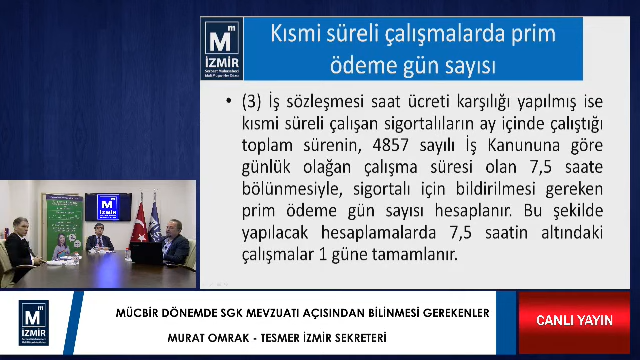 m
M
İZMİR
Kısmi süreli çalışmalarda prim
ödeme gün sayısı
• (3) İş sözleşmesi saat ücreti karşılığı yapılmış ise
kısmi süreli çalışan sigortalıların ay içinde çalıştığı
toplam sürenin, 4857 sayılı İş Kanununa göre
günlük olağan çalışma süresi olan 7,5 saate
bölünmesiyle, sigortalı için bildirilmesi gereken
prim ödeme gün sayısı hesaplanır. Bu şekilde
yapılacak hesaplamalarda 7,5 saatin altındaki
çalışmalar 1 güne tamamlanır.
M
İZMİR
m
M
İZMİR
MÜCBİR DÖNEMDE SGK MEVZUATI AÇISINDAN BİLİNMESİ GEREKENLER
MURAT OMRAK - TESMER İZMİR SEKRETERİ
CANLI YAYIN